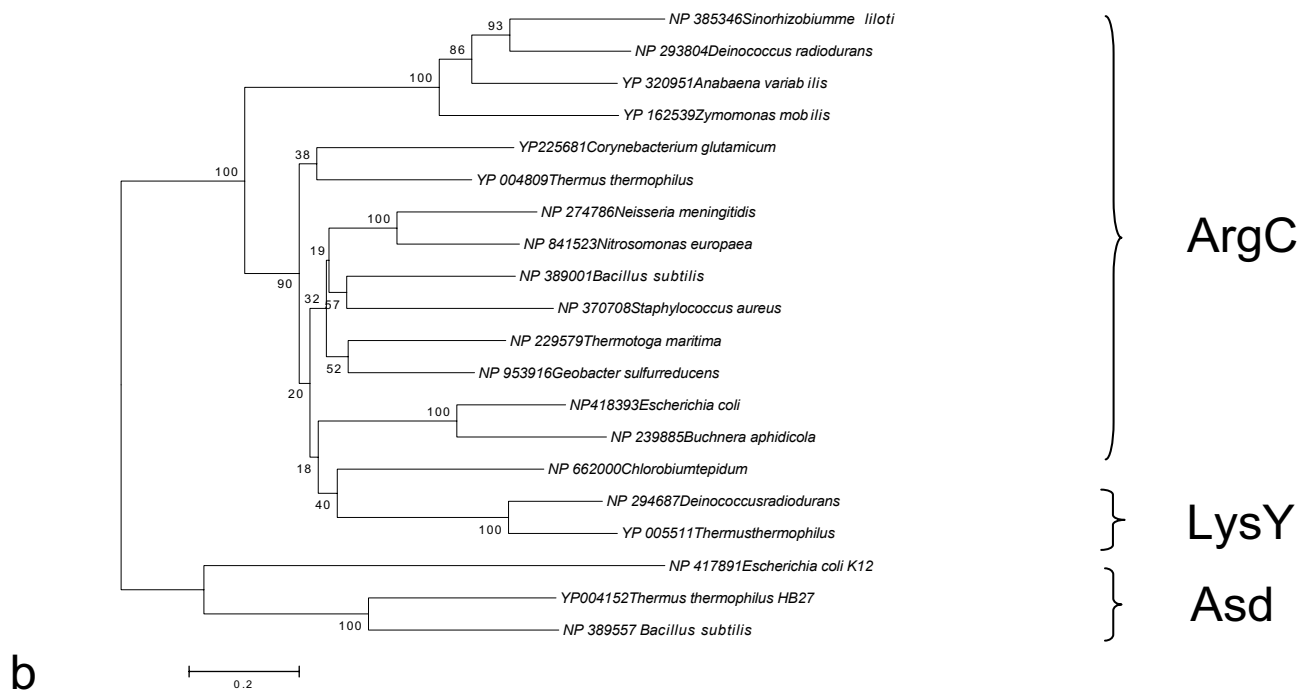 NP 385346Sinorhizobiumme liloti
93
NP 293804Deinococcus radiodurans
86
YP 320951Anabaena variab ilis
100
YP 162539Zymomonas mob ilis
YP225681Corynebacterium glutamicum
38
100
YP 004809Thermus thermophilus
NP 274786Neisseria meningitidis
100
ArgC
NP 841523Nitrosomonas europaea
19
NP 389001Bacillus subtilis
90
32
57
NP 370708Staphylococcus aureus
NP 229579Thermotoga maritima
52
NP 953916Geobacter sulfurreducens
20
NP418393Escherichia coli
100
NP 239885Buchnera aphidicola
18
NP 662000Chlorobiumtepidum
40
NP 294687Deinococcusradiodurans
LysY
100
YP 005511Thermusthermophilus
NP 417891Escherichia coli K12
YP004152Thermus thermophilus HB27
Asd
100
NP 389557 Bacillus subtilis
b
0.2